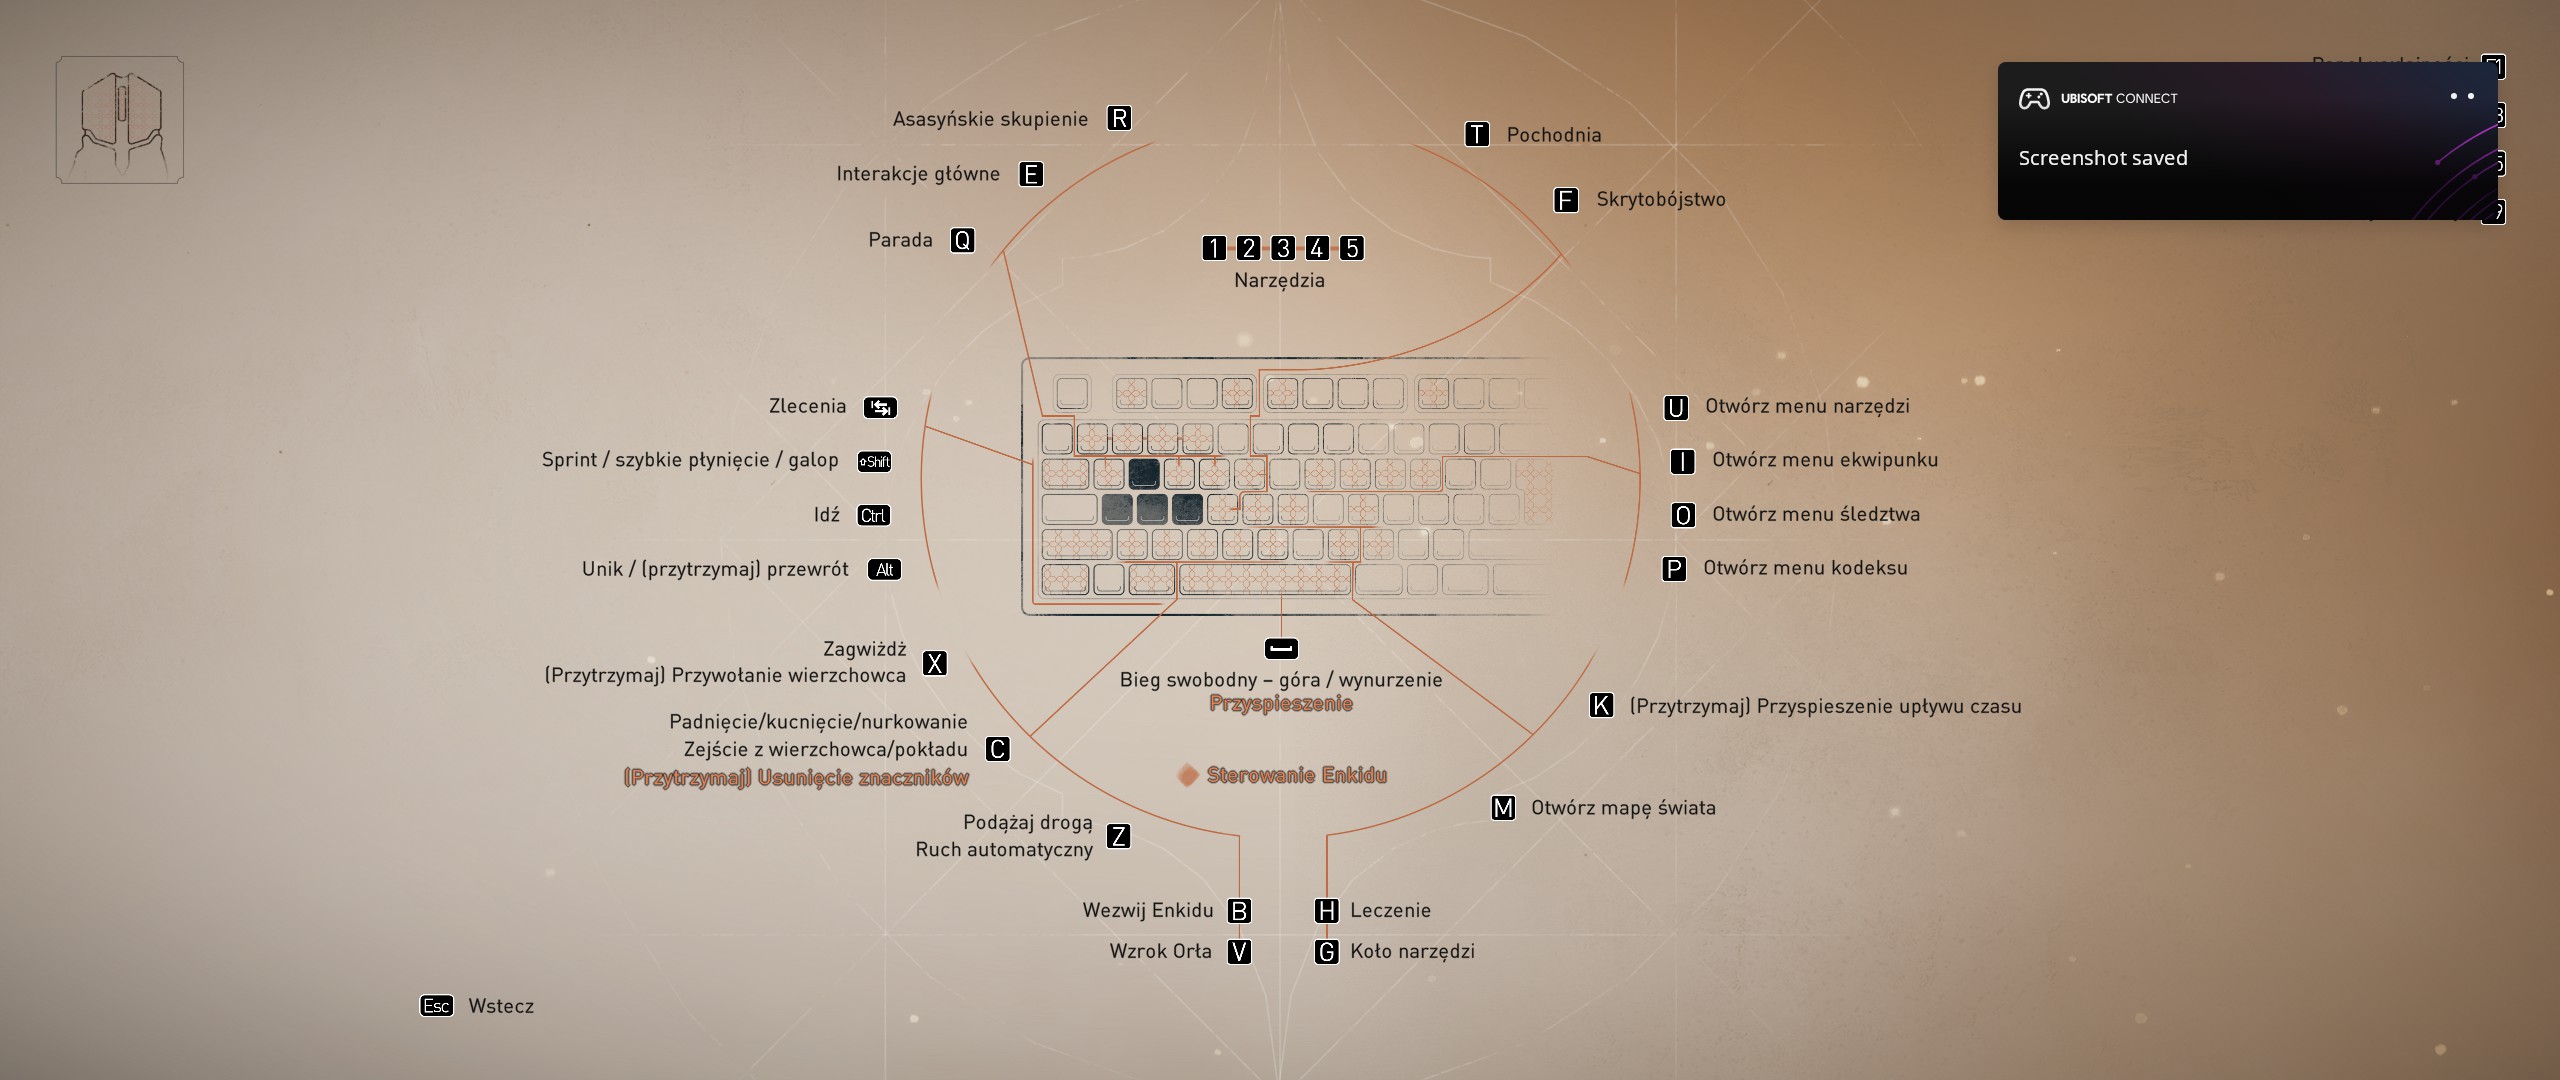 UBISOFT CONNECT
Screenshot saved
Asasyńskie skupienie R
Interakcje główne E
Parada Q
T Pochodnia
F Skrytobójstwo
1 2 3 4 5
Narzędzia
Zlecenia
Sprint / szybkie płynięcie / galop Shift
Idź Ctrl
Unik / (przytrzymaj) przewrót Alt
U Otwórz menu narzędzi
I Otwórz menu ekwipunku
O Otwórz menu śledztwa
P Otwórz menu kodeksu
Zagwiżdż
(Przytrzymaj) Przywołanie wierzchowca X
Padnięcie/kucnięcie/nurkowanie
Zejście z wierzchowca/pokładu C
(Przytrzymaj) Usunięcie znaczników
Podążaj drogą
Ruch automatyczny Z
Bieg swobodny – góra / wynurzenie
Przyspieszenie
Sterowanie Enkidu
K (Przytrzymaj) Przyspieszenie upływu czasu
M Otwórz mapę świata
Wezwij Enkidu B
Wzrok Orła V
H Leczenie
G Koło narzędzi
Esc Wstecz